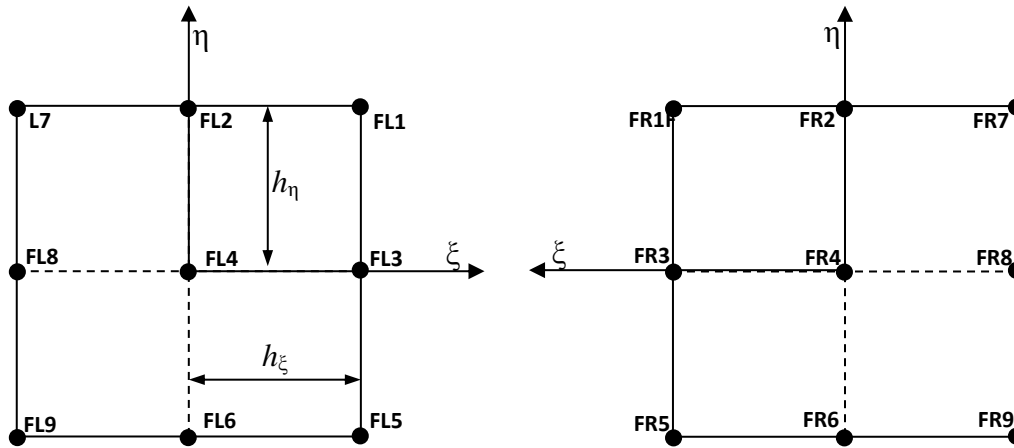 η η
L7 FL2 FL1 FR1F FR2 FR7
hη
FL8 FL4 FL3 ξ ξ FR3 FR4 FR8
hξ
FL9 FL6 FL5 FR5 FR6 FR9